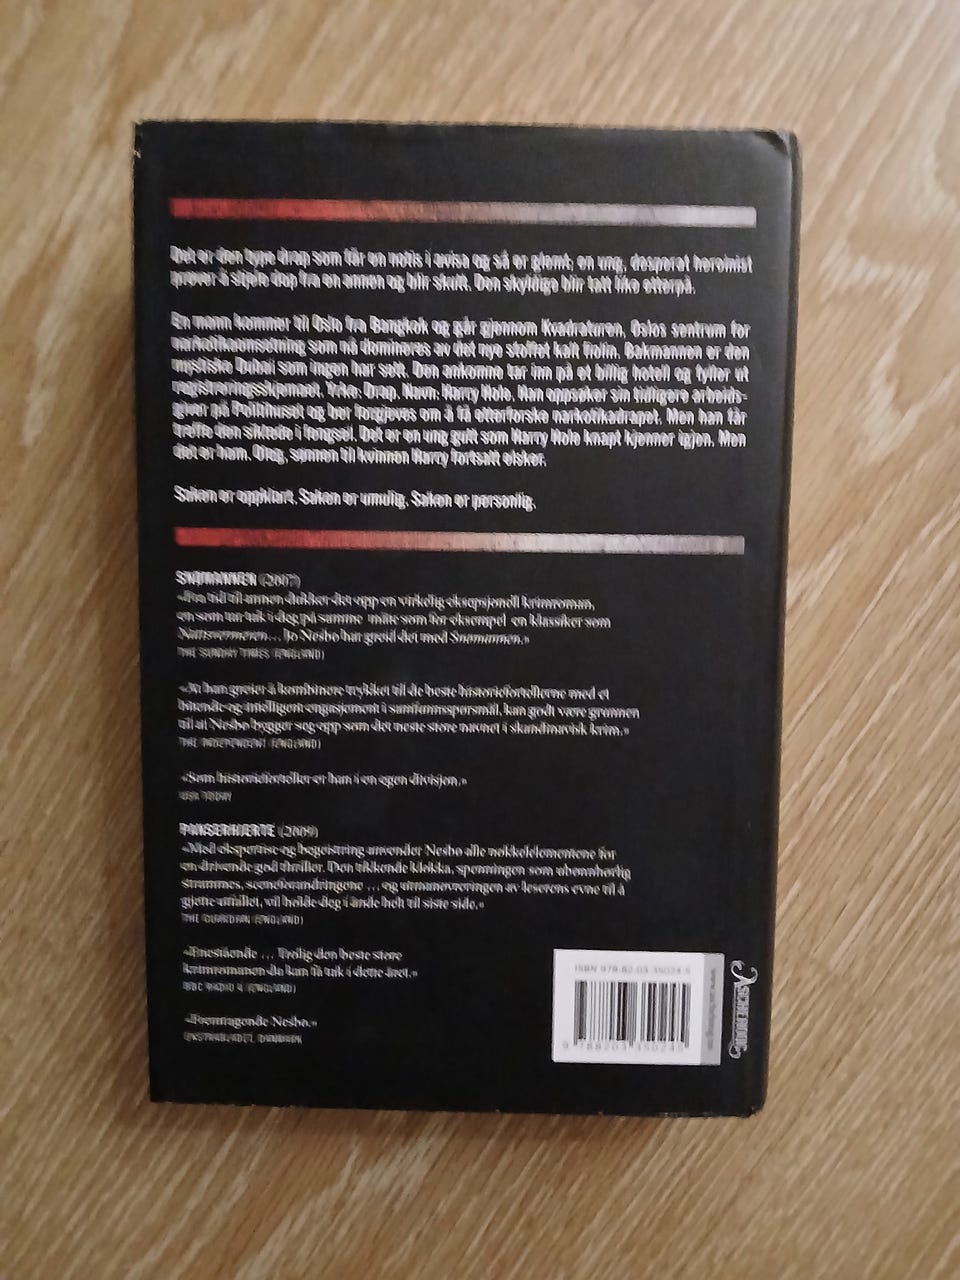 Det er den type drap som får en notis i avisa og så er glemt: en ung, desperat heroinist
prøver å stjele dop fra en annen og blir skutt. Den skyldige blir tatt like etterpå.
En mann kommer til Oslo fra Bangkok og går gjennom Kvadraturen, Oslos sentrum for
narkotikaomsetning som nå domineres av det nye stoffet kalt fiolin. Bakmannen er den
mystiske Dubai som ingen har sett. Den ankomne tar inn på et billig hotell og fyller ut
registreringsskjemaet. Yrke: Drap. Navn: Harry Hole. Han oppsøker sin tidligere arbeids-
giver på Politihuset og ber forgjeves om å få etterforske narkotikadrapet. Men han får
treffe den siktede i fengsel. Det er en ung gutt som Harry Hole knapt kjenner igjen. Men
det er ham. Oleg, sønnen til kvinnen Harry fortsatt elsker.
Saken er oppklart. Saken er umulig. Saken er personlig.
SNØMANNEN (2007)
«Fra tid til annen dukker det opp en virkelig eksepsjonell krimroman,
en som tar tak i deg på samme måte som for eksempel en klassiker som
Nattsvermeren... Jo Nesbø har greid det med Snømannen.»
THE SUNDAY TIMES (ENGLAND)
«At han greier å kombinere trykket til de beste historiefortellerne med et
bitende og intelligent engasjement i samfunnsspørsmål, kan godt være grunnen
til at Nesbø bygger seg opp som det neste store navnet i skandinavisk krim.»
THE INDEPENDENT (ENGLAND)
«Som historieforteller er han i en egen divisjon.»
USA TODAY
PANSERHJERTE (2009)
«Med ekspertise og begeistring anvender Nesbø alle nøkkelelementene for
en drivende god thriller. Den tikkende klokka, spenningen som ubønnhørlig
strammes, sceneforandringene ... og utmanøvreringen av leserens evne til å
gjette utfallet, vil holde deg i ånde helt til siste side.»
THE GUARDIAN (ENGLAND)
«Enestående ... Trolig den beste store
krimromanen du kan få tak i dette året.»
BBC RADIO 4 (ENGLAND)
«Fremragende Nesbø.»
EKSTRABLADET, DANMARK
ISBN 978-82-03-35024-5
9 788203 350245
ASCHEHOUG